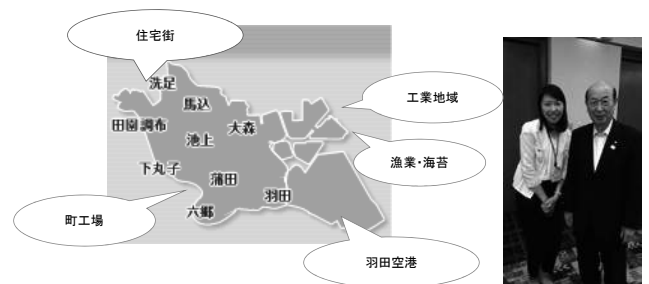 住宅街
洗足
馬込
工業地域
田園調布
大森
池上
漁業・海苔
下丸子
蒲田
羽田
町工場
六郷
羽田空港